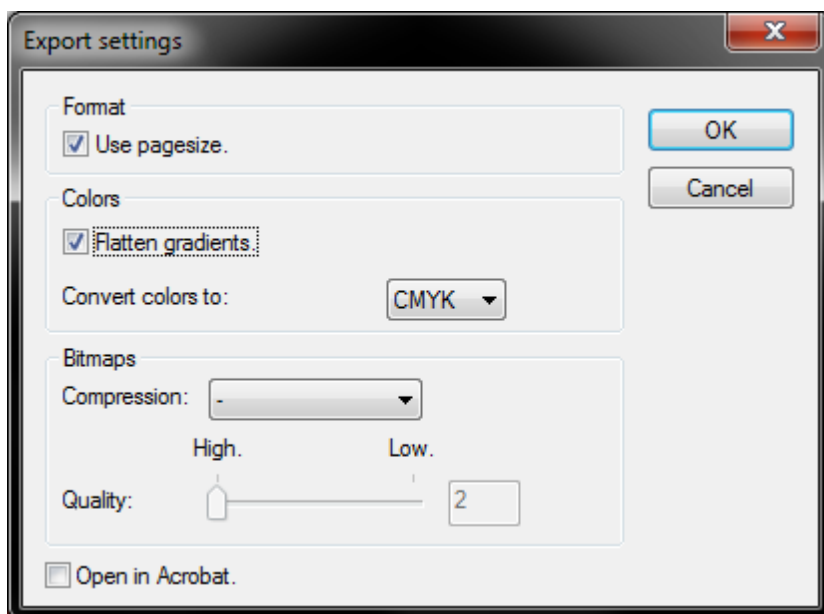 Export settings
Format
Use pagesize.
OK
Cancel
Colors
Flatten gradients.
Convert colors to: CMYK
Bitmaps
Compression: -
High. Low.
Quality: 2
Open in Acrobat.